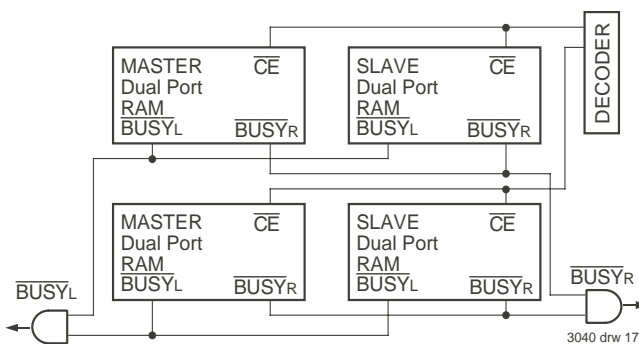 MASTER
Dual Port
RAM
CE
BUSYL
BUSYR
SLAVE
Dual Port
RAM
CE
BUSYL
BUSYR
DECODER
MASTER
Dual Port
RAM
CE
BUSYL
BUSYR
SLAVE
Dual Port
RAM
CE
BUSYL
BUSYR
BUSYL
BUSYR
3040 drw 17